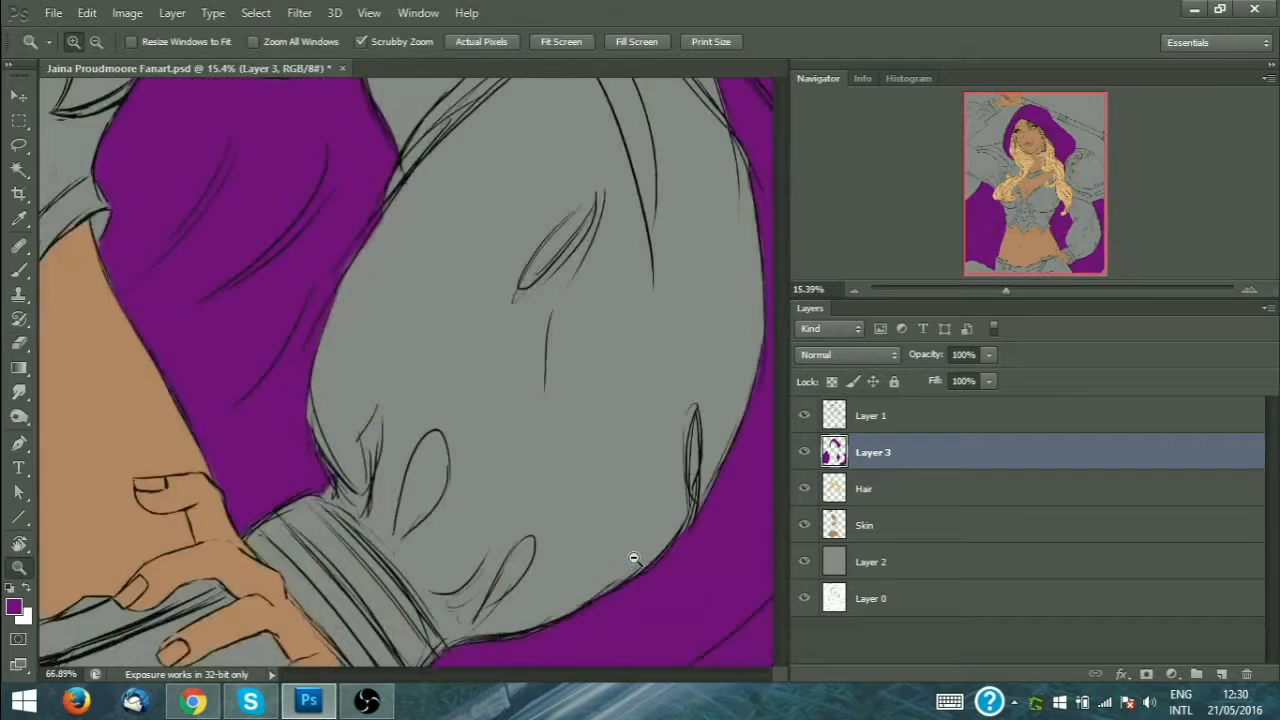 Ps File Edit Image Layer Type Select Filter 3D View Window Help
Resize Windows to Fit Zoom All Windows Scrubby Zoom Actual Pixels Fit Screen Fill Screen Print Size Essentials
Jaina Proudmoore Fanart.psd @ 15.4% (Layer 3, RGB/8#) * ×
Navigator Info Histogram
15.39%
Layers
Kind T
Normal Opacity: 100%
Lock: Fill: 100%
Layer 1
Layer 3
Hair
Skin
Layer 2
Layer 0
T
66.89% Exposure works in 32-bit only
fx
S Ps ? ENG 12:30
INTL 21/05/2016